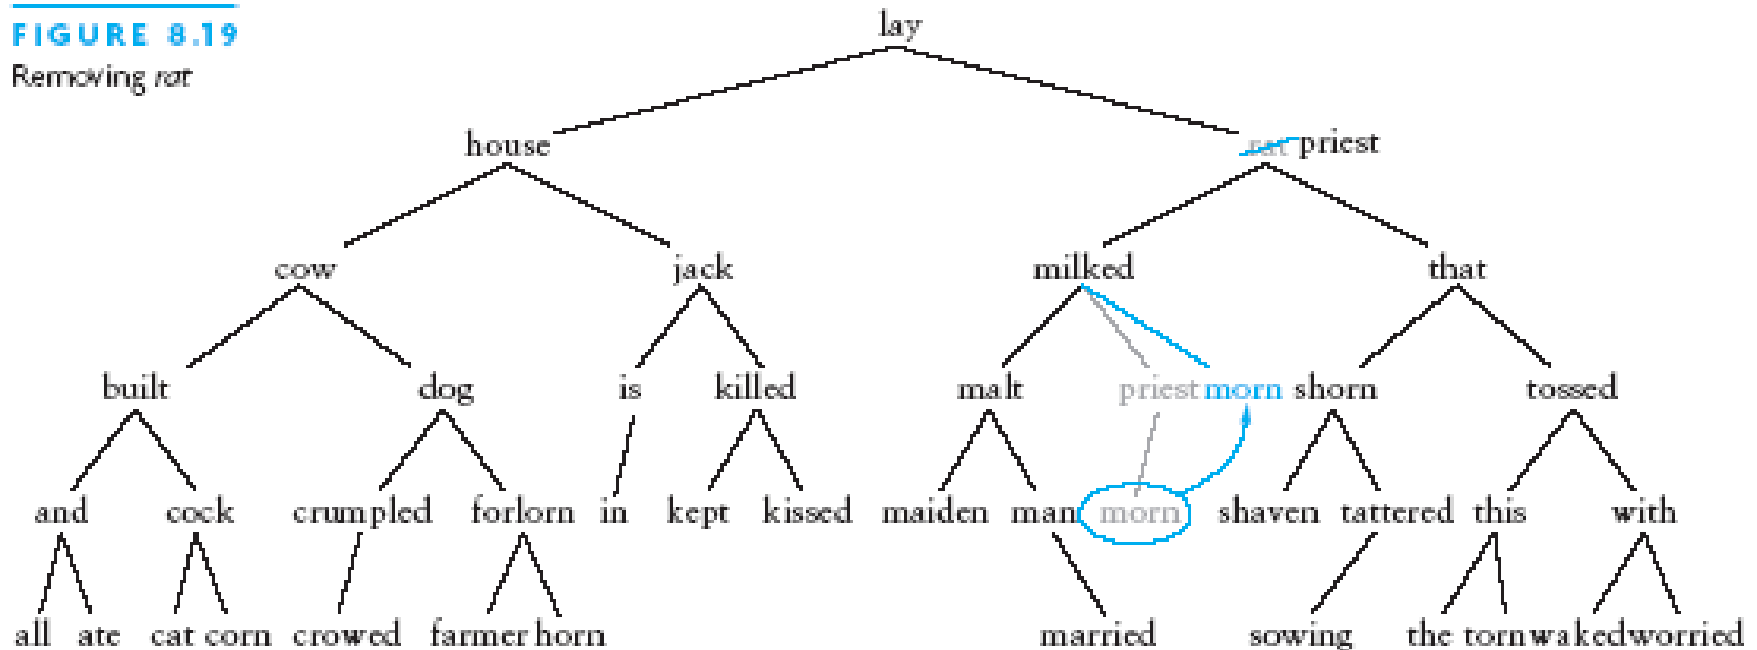 FIGURE 8.19
Removing rat
lay
house rat priest
cow jack milked that
built dog is killed malt priest morn shorn tossed
and cock crumpled forlorn in kept kissed maiden man morn shaven tattered this with
all ate cat corn crowed farmer horn married sowing the torn waked worried